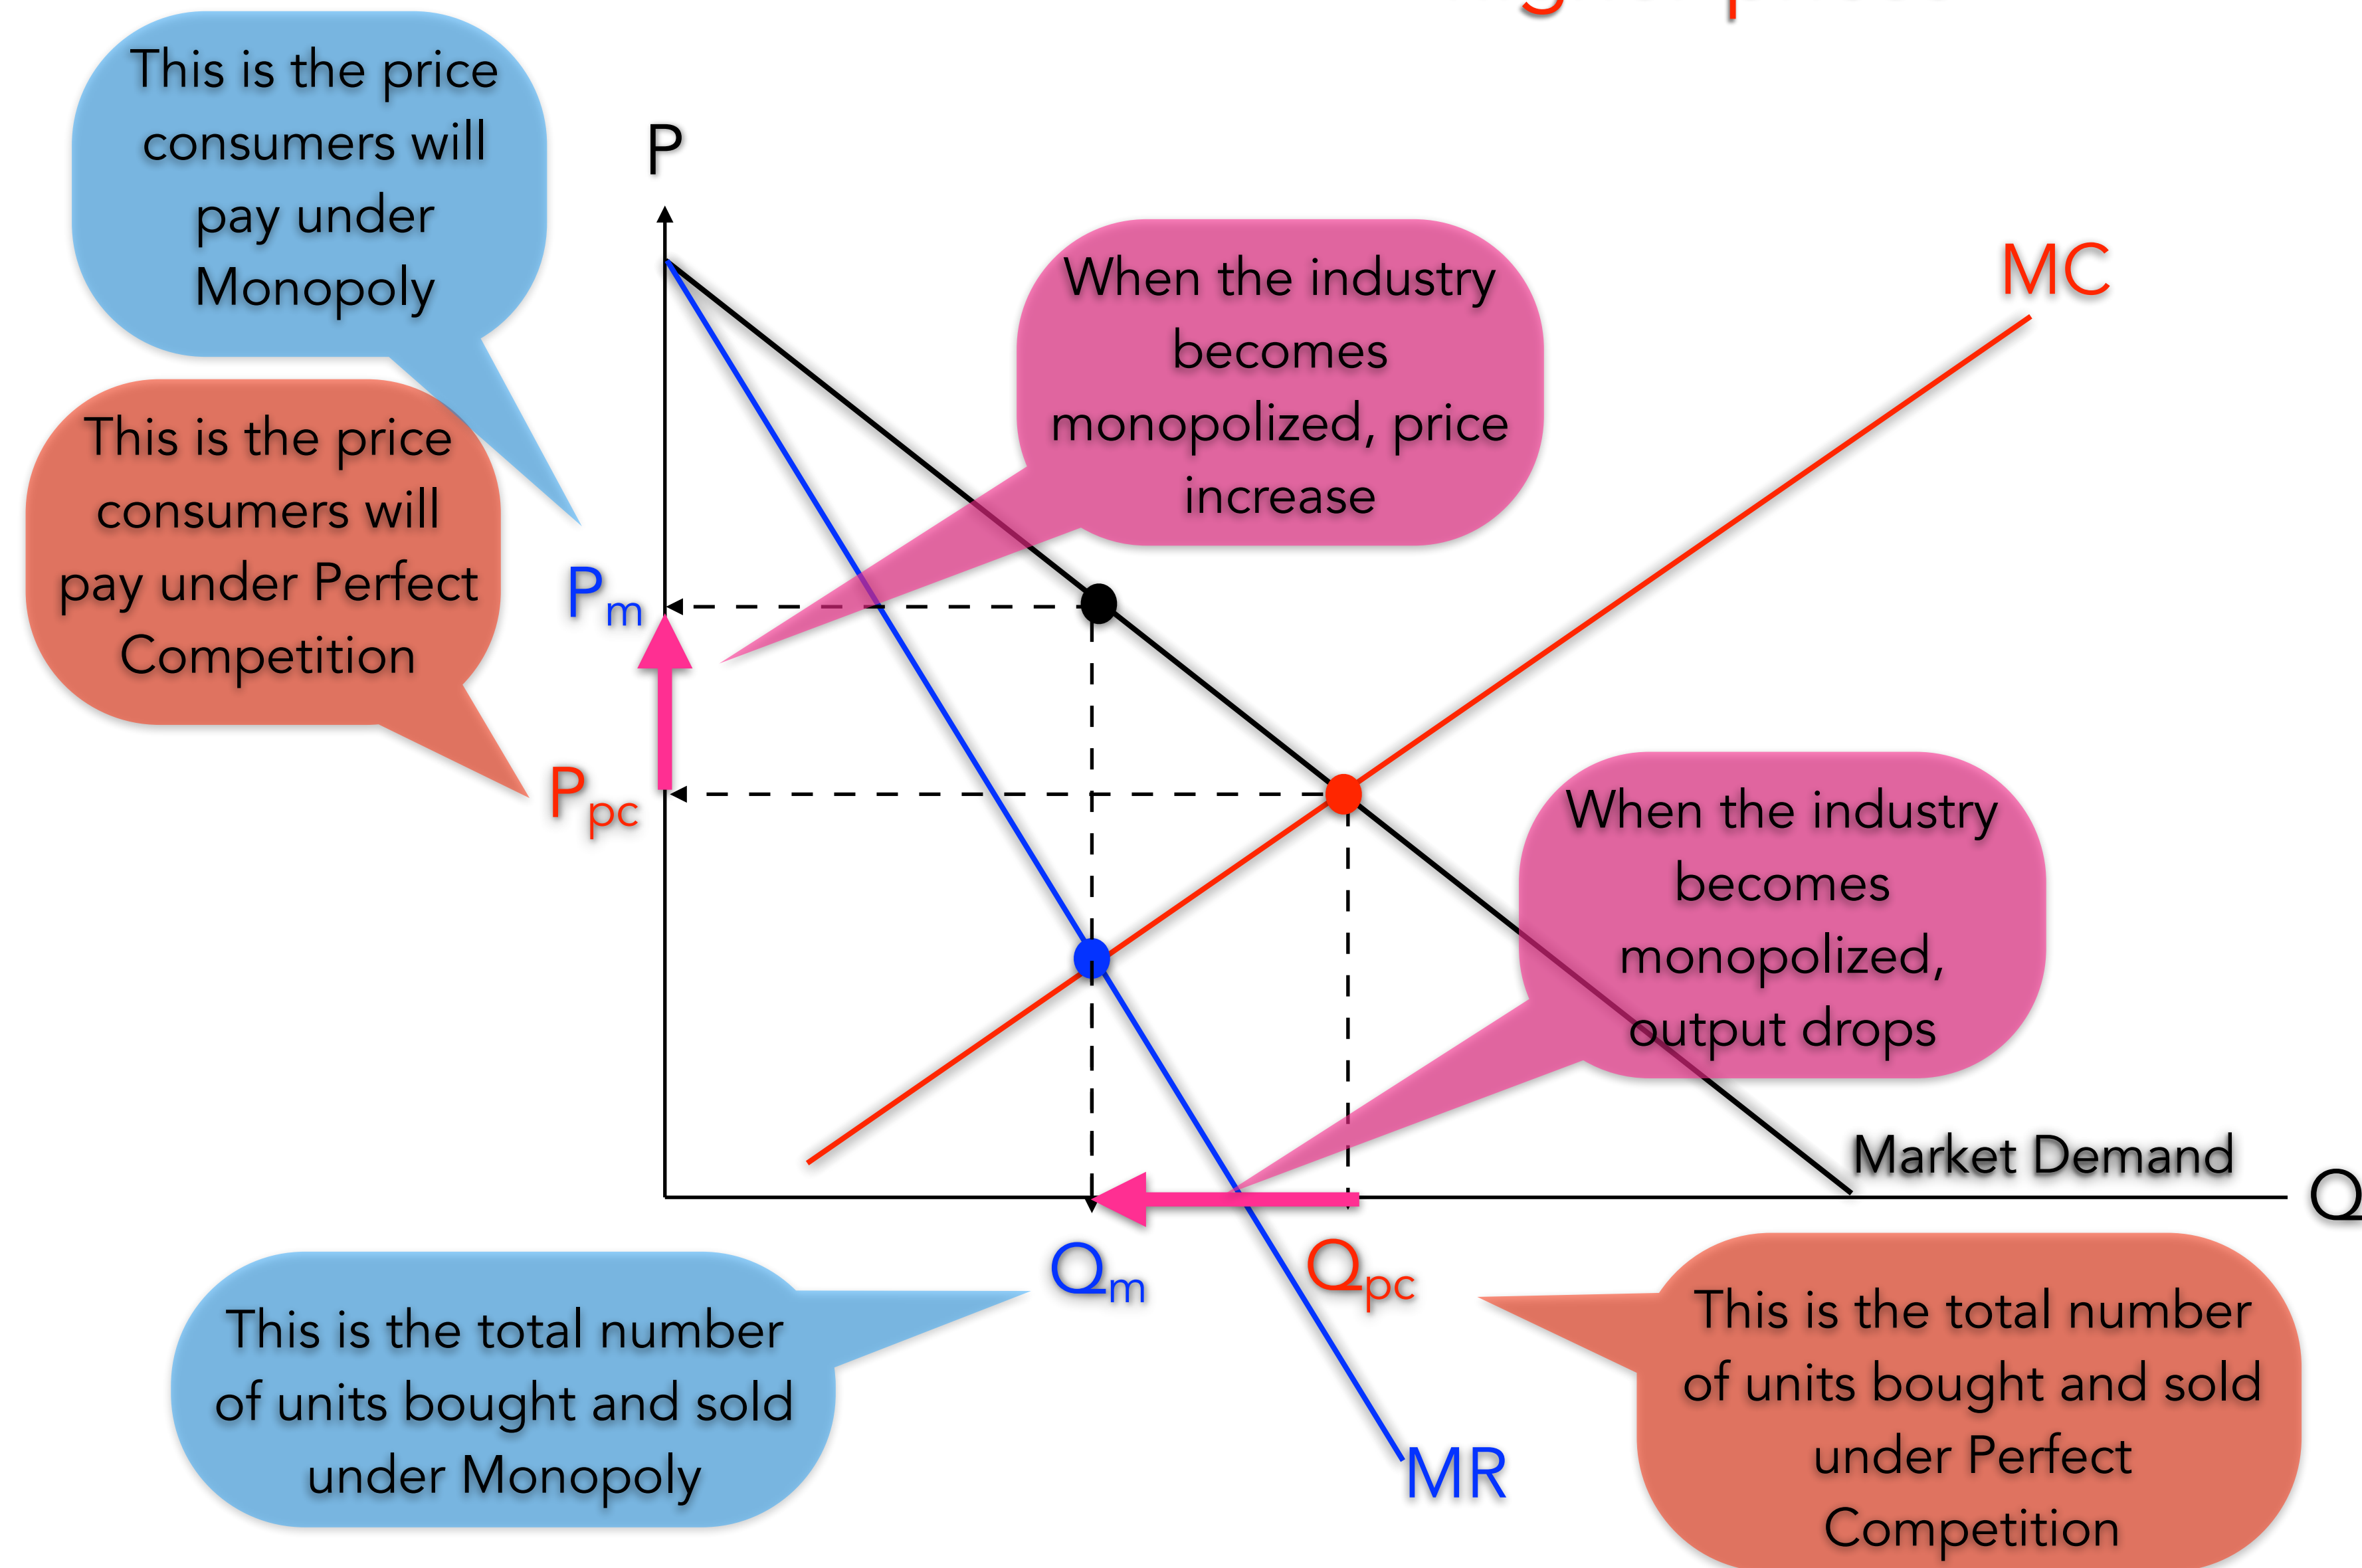 This is the price
consumers will
pay under
Monopoly
P
When the industry
becomes
monopolized, price
increase
MC
This is the price
consumers will
pay under Perfect
Competition
Pm
Ppc
When the industry
becomes
monopolized,
output drops
Market Demand
Q
Qm
Qpc
This is the total number
of units bought and sold
under Monopoly
MR
This is the total number
of units bought and sold
under Perfect
Competition